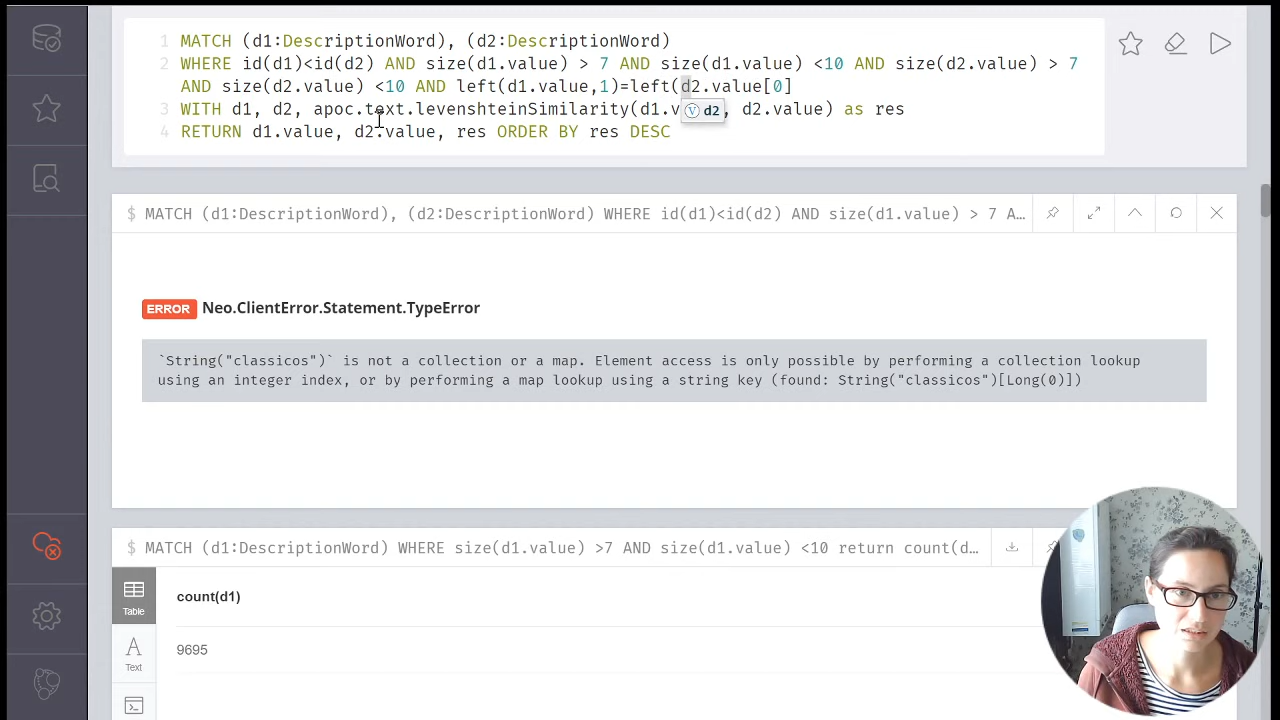 1 MATCH (d1:DescriptionWord), (d2:DescriptionWord)
2 WHERE id(d1)<id(d2) AND size(d1.value) > 7 AND size(d1.value) <10 AND size(d2.value) > 7
AND size(d2.value) <10 AND left(d1.value,1)=left(d2.value[0]
3 WITH d1, d2, apoc.text.levenshteinSimilarity(d1.v , d2.value) as res
V d2
4 RETURN d1.value, d2.value, res ORDER BY res DESC
$ MATCH (d1:DescriptionWord), (d2:DescriptionWord) WHERE id(d1)<id(d2) AND size(d1.value) > 7 A…
ERROR Neo.ClientError.Statement.TypeError
`String("classicos")` is not a collection or a map. Element access is only possible by performing a collection lookup
using an integer index, or by performing a map lookup using a string key (found: String("classicos")[Long(0)])
$ MATCH (d1:DescriptionWord) WHERE size(d1.value) >7 AND size(d1.value) <10 return count(d…
Table
count(d1)
A
Text
9695